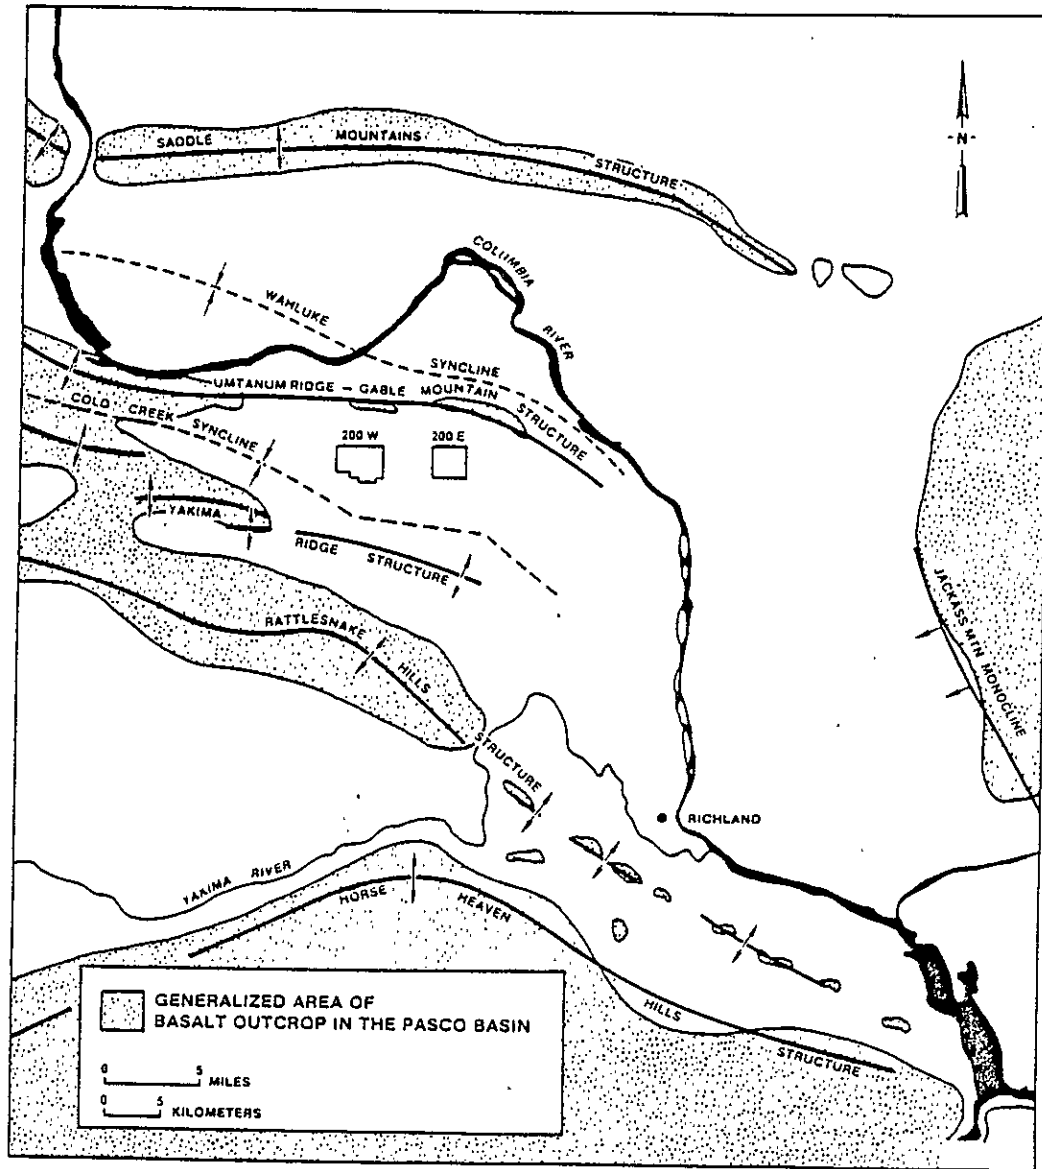 SADDLE MOUNTAINS STRUCTURE
-N-
COLUMBIA RIVER
WAHLUKE SYNCLINE
UMTANUM RIDGE – GABLE MOUNTAIN STRUCTURE
COLD CREEK SYNCLINE
200 W
200 E
YAKIMA RIDGE STRUCTURE
JACKASS MTN MONOCLINE
RATTLESNAKE HILLS STRUCTURE
RICHLAND
YAKIMA RIVER
HORSE HEAVEN HILLS STRUCTURE
GENERALIZED AREA OF
BASALT OUTCROP IN THE PASCO BASIN
0 5 MILES
0 5 KILOMETERS